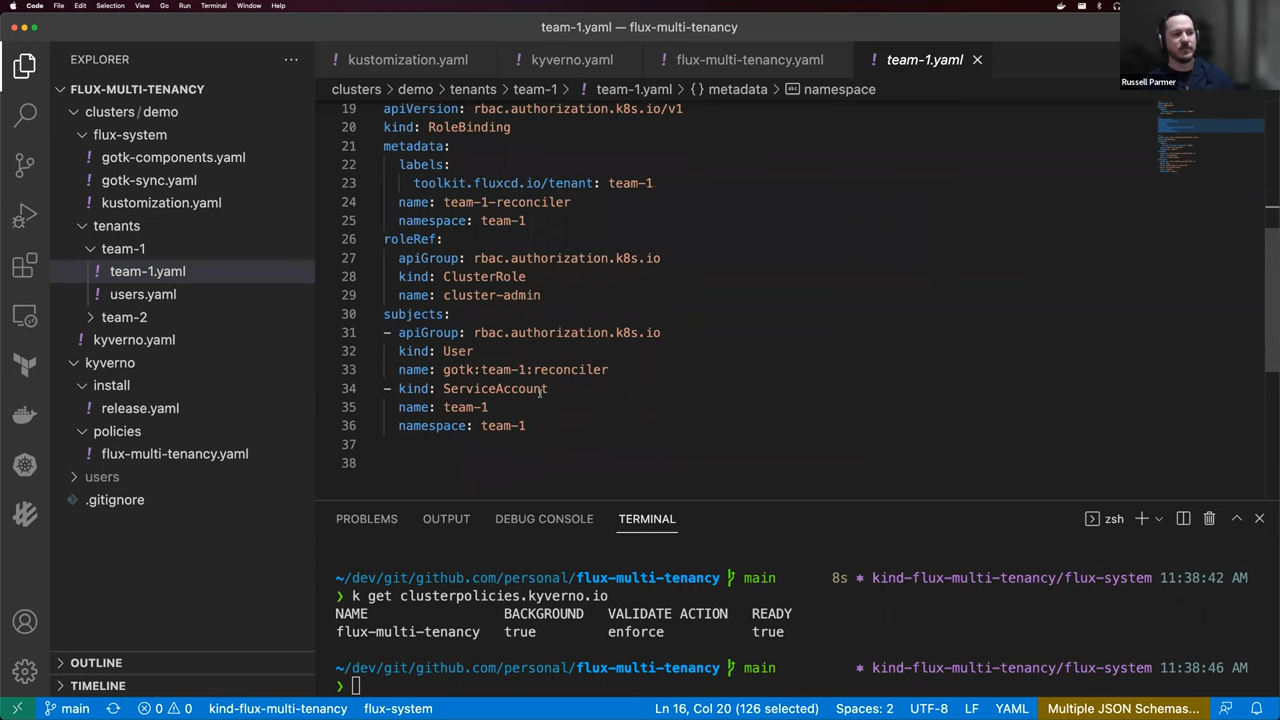 Code File Edit Selection View Go Run Terminal Window Help
team-1.yaml — flux-multi-tenancy
Russell Parmer
EXPLORER
FLUX-MULTI-TENANCY
clusters / demo
flux-system
gotk-components.yaml
gotk-sync.yaml
kustomization.yaml
tenants
team-1
team-1.yaml
users.yaml
team-2
kyverno.yaml
kyverno
install
release.yaml
policies
flux-multi-tenancy.yaml
users
.gitignore
OUTLINE
TIMELINE
kustomization.yaml kyverno.yaml flux-multi-tenancy.yaml team-1.yaml
clusters > demo > tenants > team-1 > team-1.yaml > {} metadata > namespace
19 apiVersion: rbac.authorization.k8s.io/v1
20 kind: RoleBinding
21 metadata:
22 labels:
23 toolkit.fluxcd.io/tenant: team-1
24 name: team-1-reconciler
25 namespace: team-1
26 roleRef:
27 apiGroup: rbac.authorization.k8s.io
28 kind: ClusterRole
29 name: cluster-admin
30 subjects:
31 - apiGroup: rbac.authorization.k8s.io
32 kind: User
33 name: gotk:team-1:reconciler
34 - kind: ServiceAccount
35 name: team-1
36 namespace: team-1
37
38
PROBLEMS OUTPUT DEBUG CONSOLE TERMINAL zsh
~/dev/git/github.com/personal/flux-multi-tenancy main 8s kind-flux-multi-tenancy/flux-system 11:38:42 AM
❯ k get clusterpolicies.kyverno.io
NAME BACKGROUND VALIDATE ACTION READY
flux-multi-tenancy true enforce true
~/dev/git/github.com/personal/flux-multi-tenancy main kind-flux-multi-tenancy/flux-system 11:38:46 AM
❯
main 0 0 kind-flux-multi-tenancy flux-system Ln 16, Col 20 (126 selected) Spaces: 2 UTF-8 LF YAML Multiple JSON Schemas...